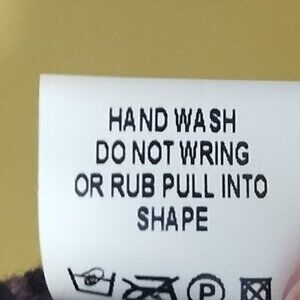 HAND WASH
DO NOT WRING
OR RUB PULL INTO
SHAPE
P